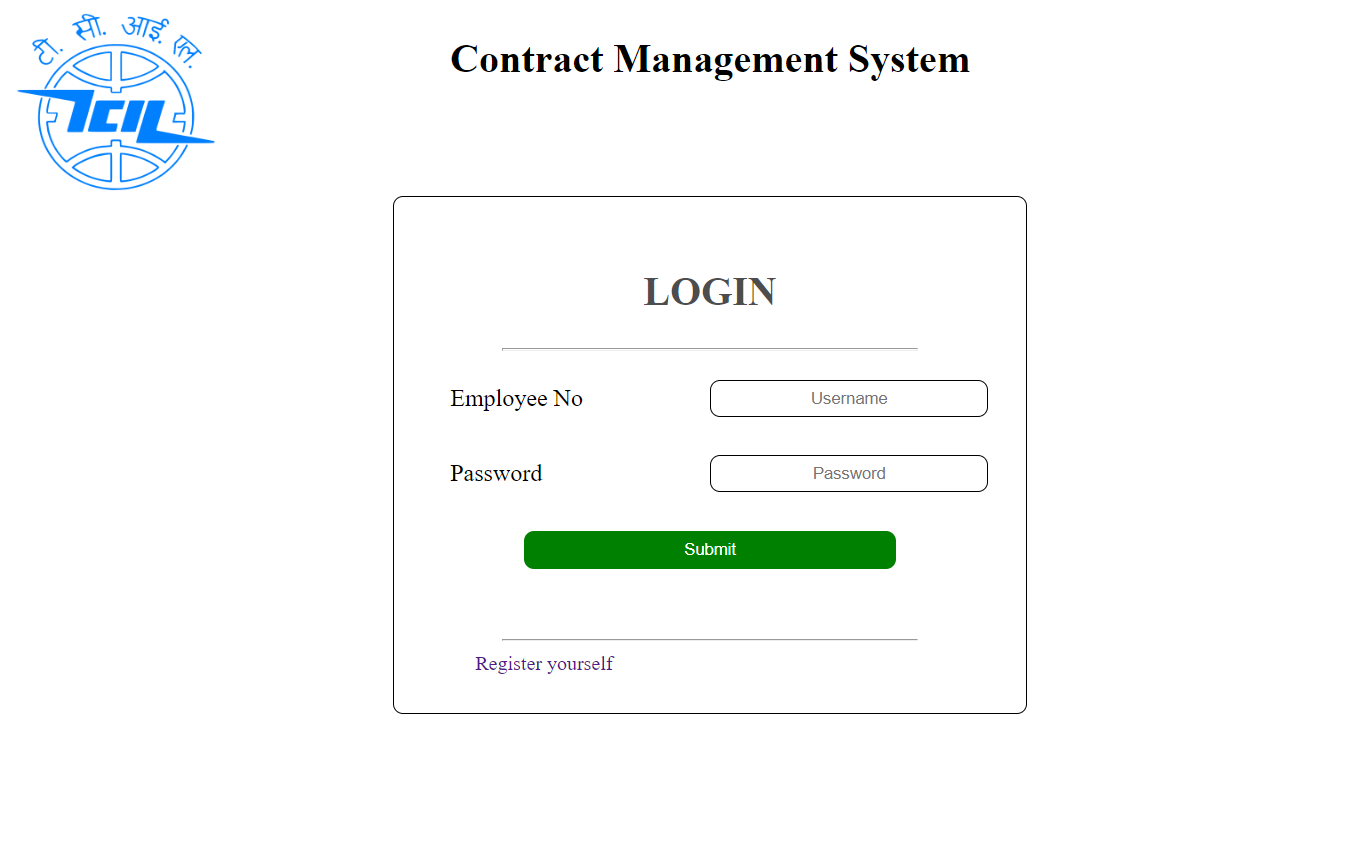 टी. सी. आई. एल.
TCIL
Contract Management System
LOGIN
Employee No
Username
Password
Password
Submit
Register yourself